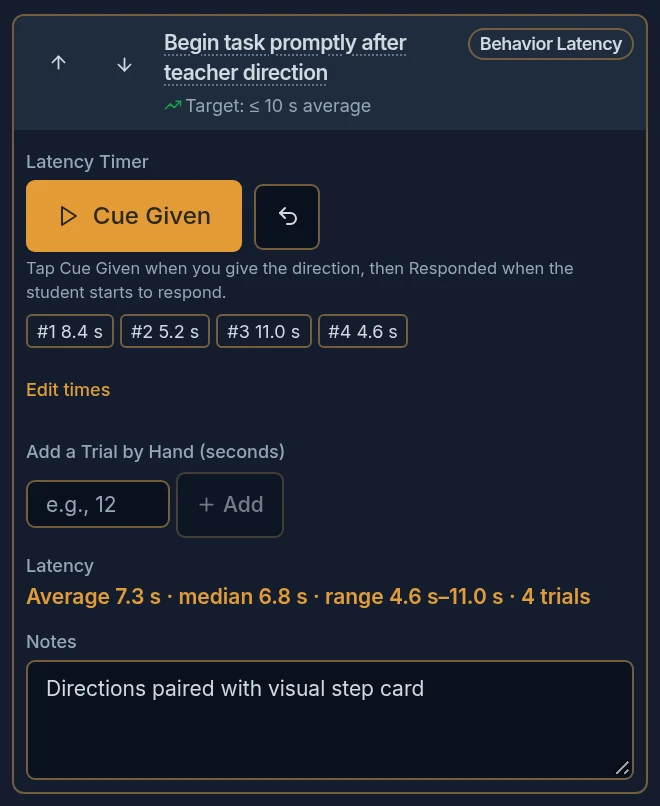 Begin task promptly after
teacher direction
Behavior Latency
Target: ≤ 10 s average
Latency Timer
Cue Given
Tap Cue Given when you give the direction, then Responded when the
student starts to respond.
#1 8.4 s #2 5.2 s #3 11.0 s #4 4.6 s
Edit times
Add a Trial by Hand (seconds)
e.g., 12 + Add
Latency
Average 7.3 s · median 6.8 s · range 4.6 s–11.0 s · 4 trials
Notes
Directions paired with visual step card